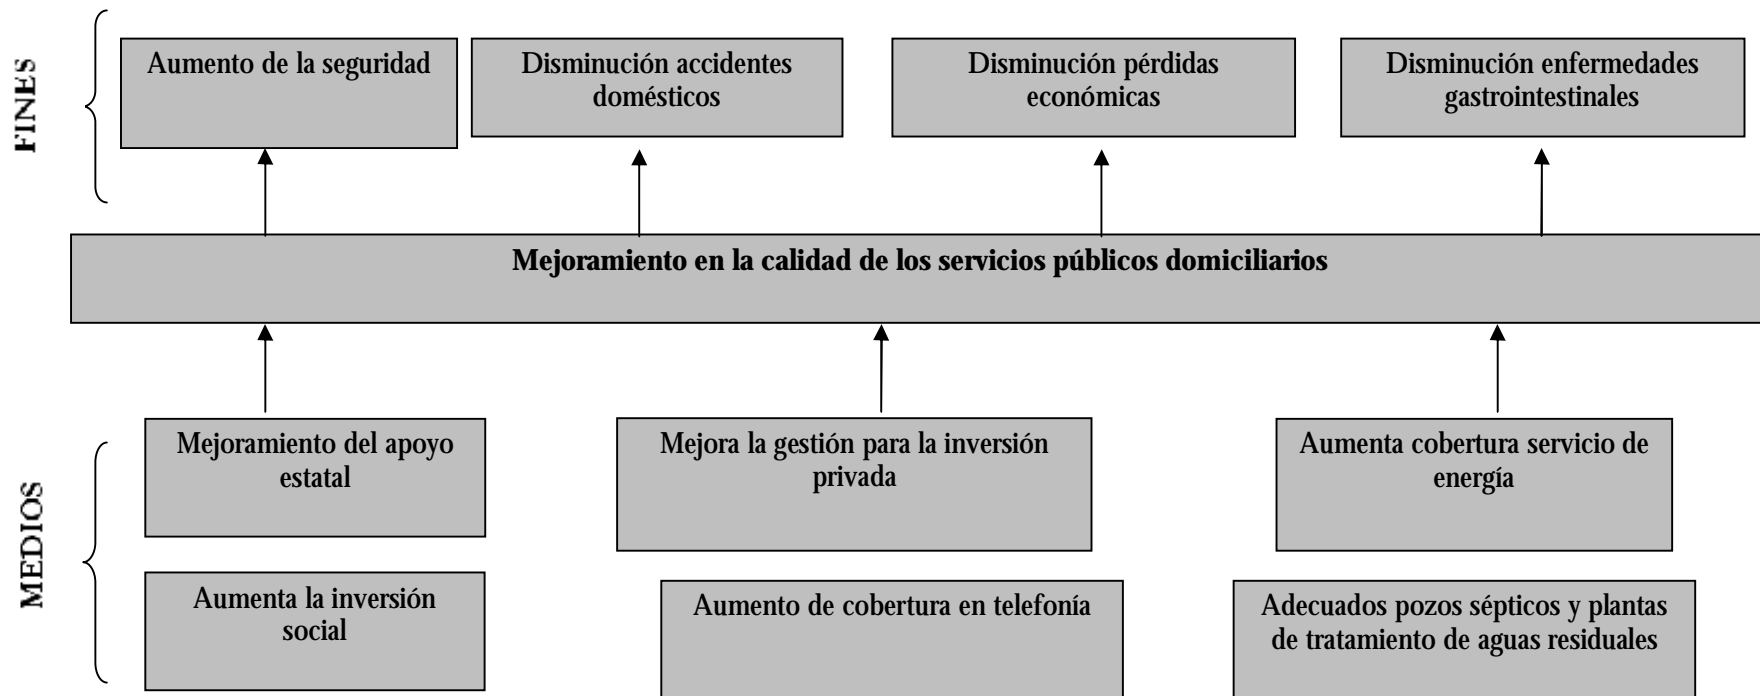 FINES
Aumento de la seguridad
Disminución accidentes
domésticos
Disminución pérdidas
económicas
Disminución enfermedades
gastrointestinales
Mejoramiento en la calidad de los servicios públicos domiciliarios
MEDIOS
Mejoramiento del apoyo
estatal
Mejora la gestión para la inversión
privada
Aumenta cobertura servicio de
energía
Aumenta la inversión
social
Aumento de cobertura en telefonía
Adecuados pozos sépticos y plantas
de tratamiento de aguas residuales